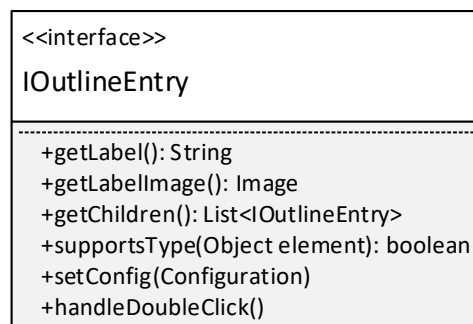 <<interface>>
IOutlineEntry
+getLabel(): String
+getLabelImage(): Image
+getChildren(): List<IOutlineEntry>
+supportsType(Object element): boolean
+setConfig(Configuration)
+handleDoubleClick()